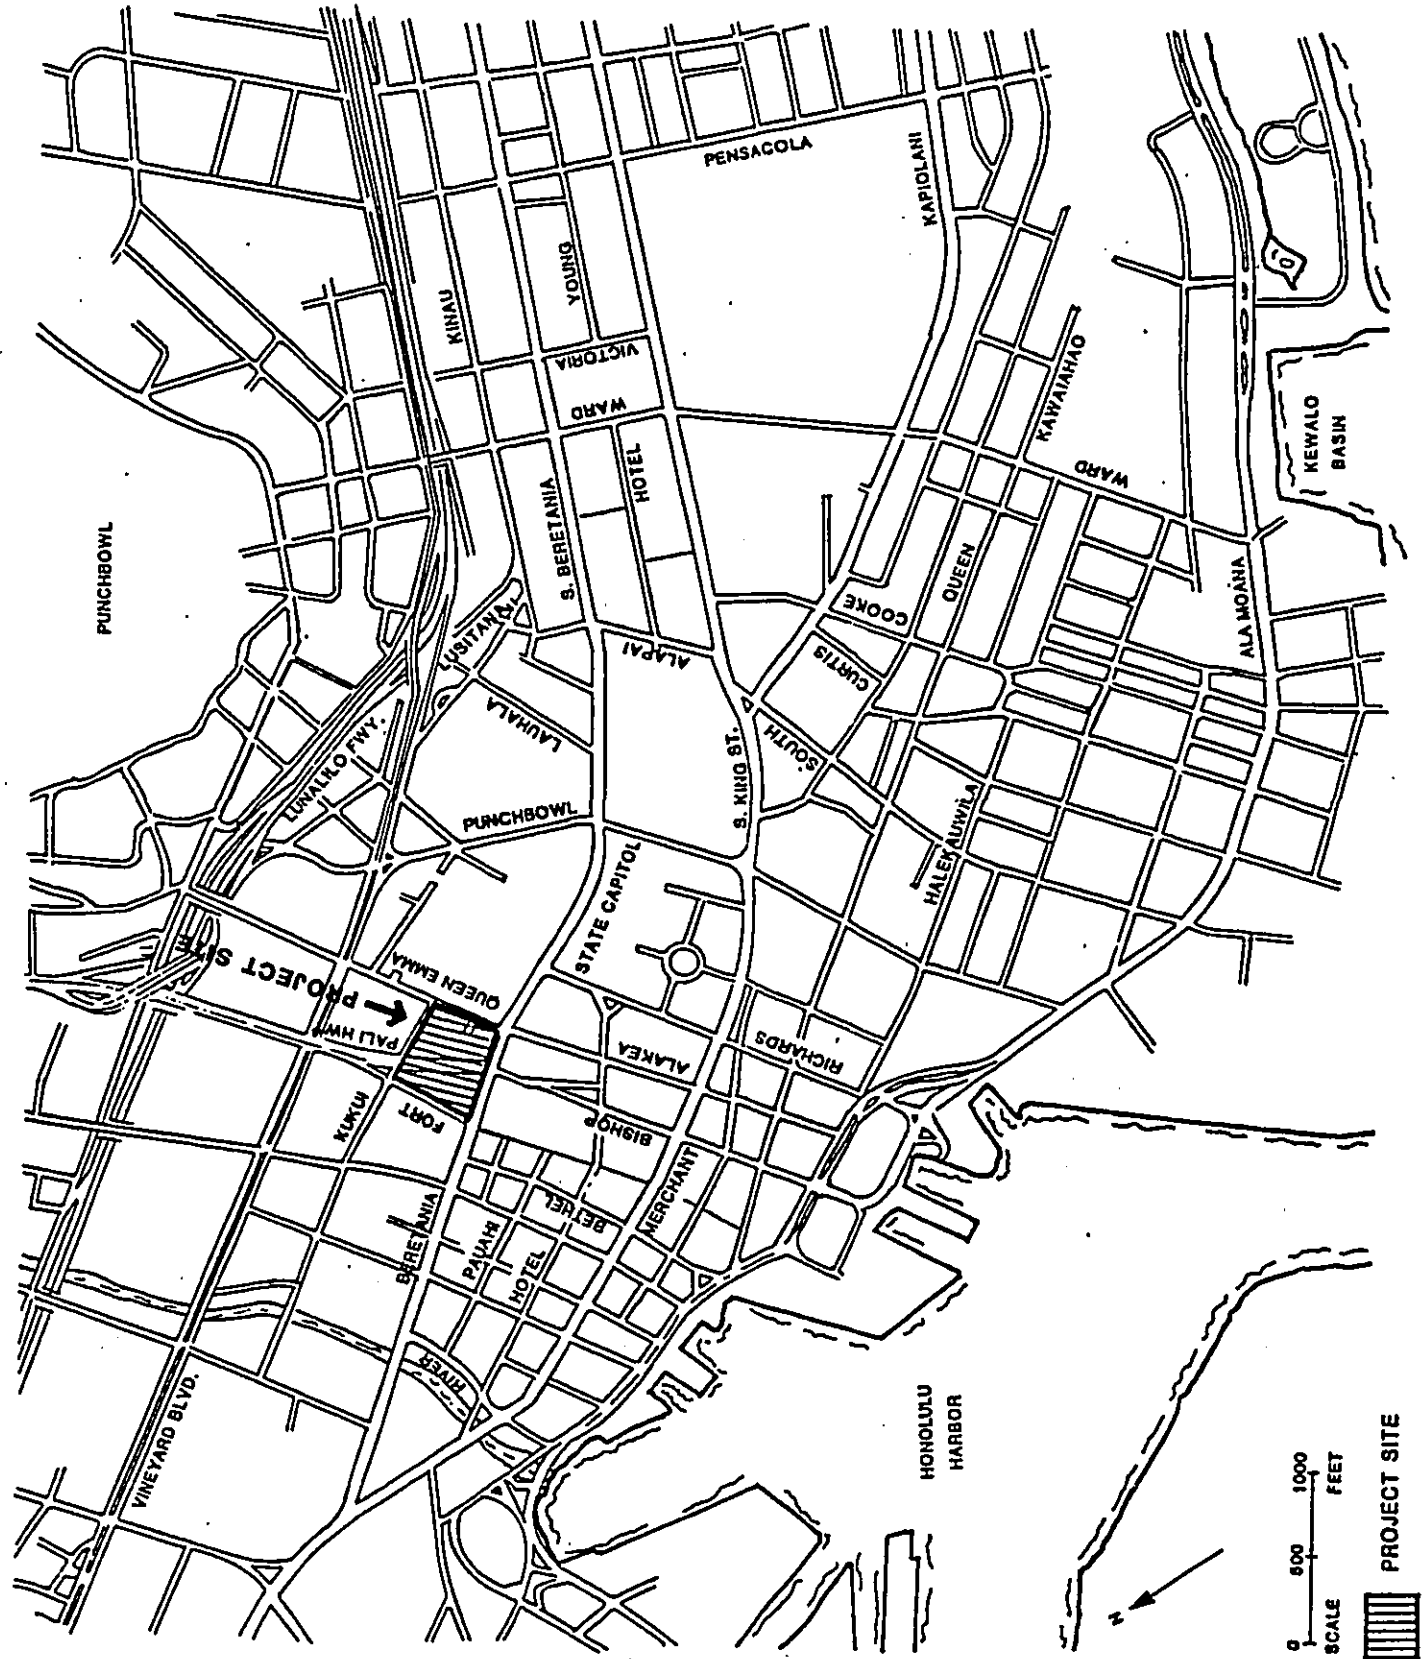 PUNCHBOWL
PENSACOLA
KAPIOLANI
KINAU
YOUNG
VICTORIA
WARD
HOTEL
S. BERETANIA
KAWAIAHAO
WARD
KEWALO
BASIN
QUEEN
COOKE
CURTIS
ALA MOANA
LUSITANA
ALAPAI
LAUHALA
LUNALILO FWY.
S. KING ST.
SOUTH
PUNCHBOWL
HALEKAUWILA
STATE CAPITOL
QUEEN EMMA
PROJECT SITE
PALI HWY
ALAKEA
RICHARDS
KUKUI
FORT
BISHOP
MERCHANT
BETHEL
BERETANIA
PAUAHI
HOTEL
RIVER
VINEYARD BLVD.
HONOLULU
HARBOR
N
0 500 1000
SCALE FEET
PROJECT SITE